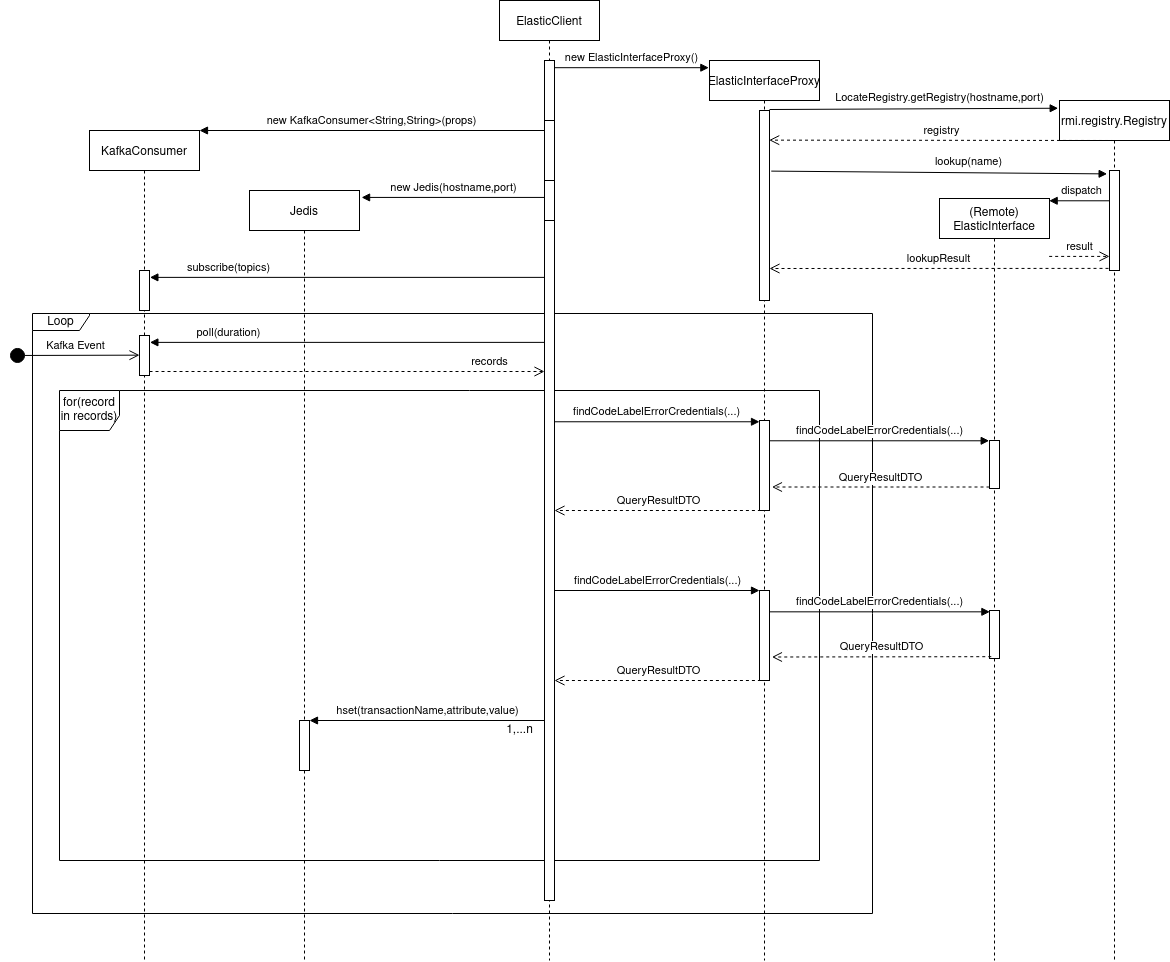 ElasticClient
new ElasticInterfaceProxy()
ElasticInterfaceProxy
LocateRegistry.getRegistry(hostname,port)
rmi.registry.Registry
new KafkaConsumer<String,String>(props)
registry
KafkaConsumer
lookup(name)
new Jedis(hostname,port)
dispatch
Jedis
(Remote)
ElasticInterface
result
subscribe(topics)
lookupResult
Loop
poll(duration)
Kafka Event
records
for(record
in records)
findCodeLabelErrorCredentials(...)
findCodeLabelErrorCredentials(...)
QueryResultDTO
QueryResultDTO
findCodeLabelErrorCredentials(...)
findCodeLabelErrorCredentials(...)
QueryResultDTO
QueryResultDTO
hset(transactionName,attribute,value)
1,...n